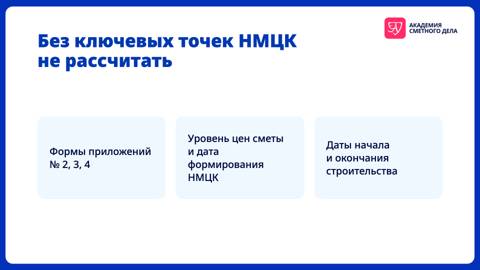 Без ключевых точек НМЦК
не рассчитать
АКАДЕМИЯ
СМЕТНОГО ДЕЛА
Формы приложений
№ 2, 3, 4
Уровень цен сметы
и дата
формирования
НМЦК
Даты начала
и окончания
строительства